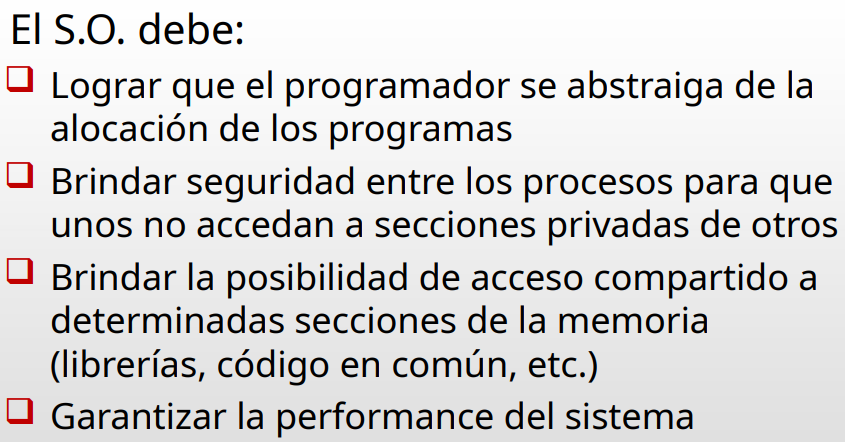 El S.O. debe:
Lograr que el programador se abstraiga de la
alocación de los programas
Brindar seguridad entre los procesos para que
unos no accedan a secciones privadas de otros
Brindar la posibilidad de acceso compartido a
determinadas secciones de la memoria
(librerías, código en común, etc.)
Garantizar la performance del sistema